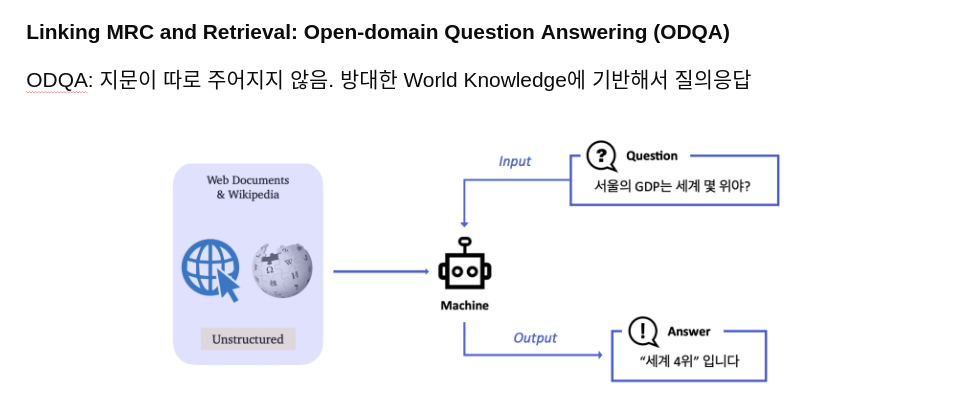 Linking MRC and Retrieval: Open-domain Question Answering (ODQA)
ODQA: 지문이 따로 주어지지 않음. 방대한 World Knowledge에 기반해서 질의응답
Web Documents
& Wikipedia
Unstructured
Input
Question
서울의 GDP는 세계 몇 위야?
Machine
Output
Answer
“세계 4위” 입니다